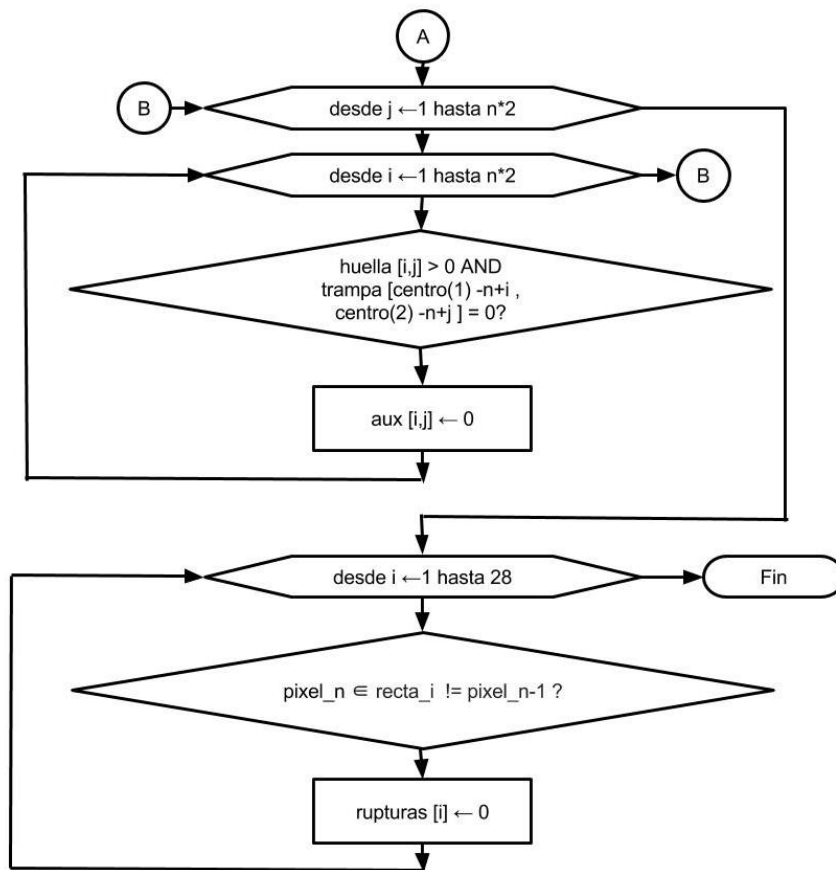 A
B
desde j ←1 hasta n*2
desde i ←1 hasta n*2
B
huella [i,j] > 0 AND
trampa [centro(1) -n+i ,
centro(2) -n+j ] = 0?
aux [i,j] ← 0
desde i ←1 hasta 28
Fin
pixel_n ∈ recta_i != pixel_n-1 ?
rupturas [i] ← 0